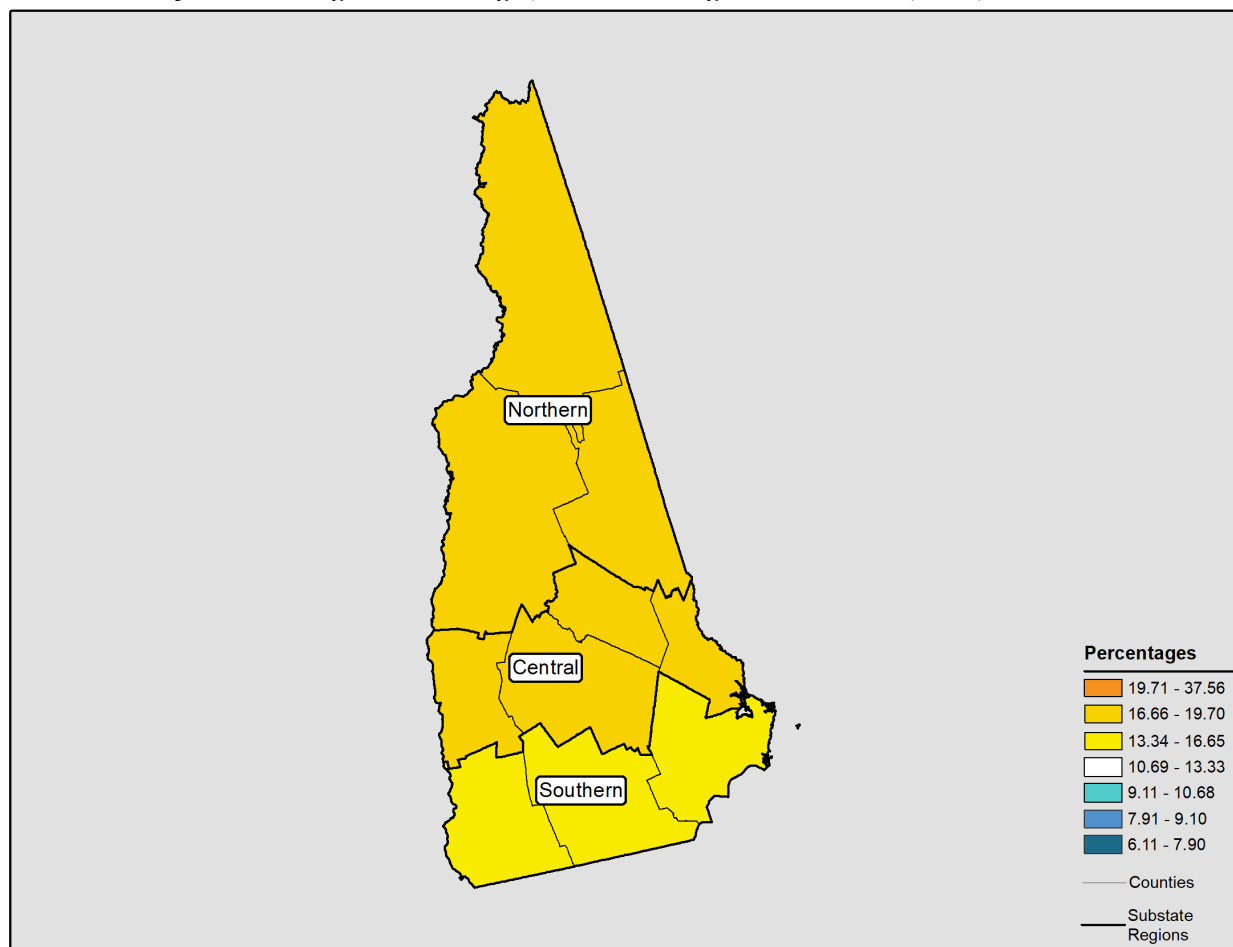 Northern
Central
Southern
Percentages
19.71 - 37.56
16.66 - 19.70
13.34 - 16.65
10.69 - 13.33
9.11 - 10.68
7.91 - 9.10
6.11 - 7.90
Counties
Substate
Regions